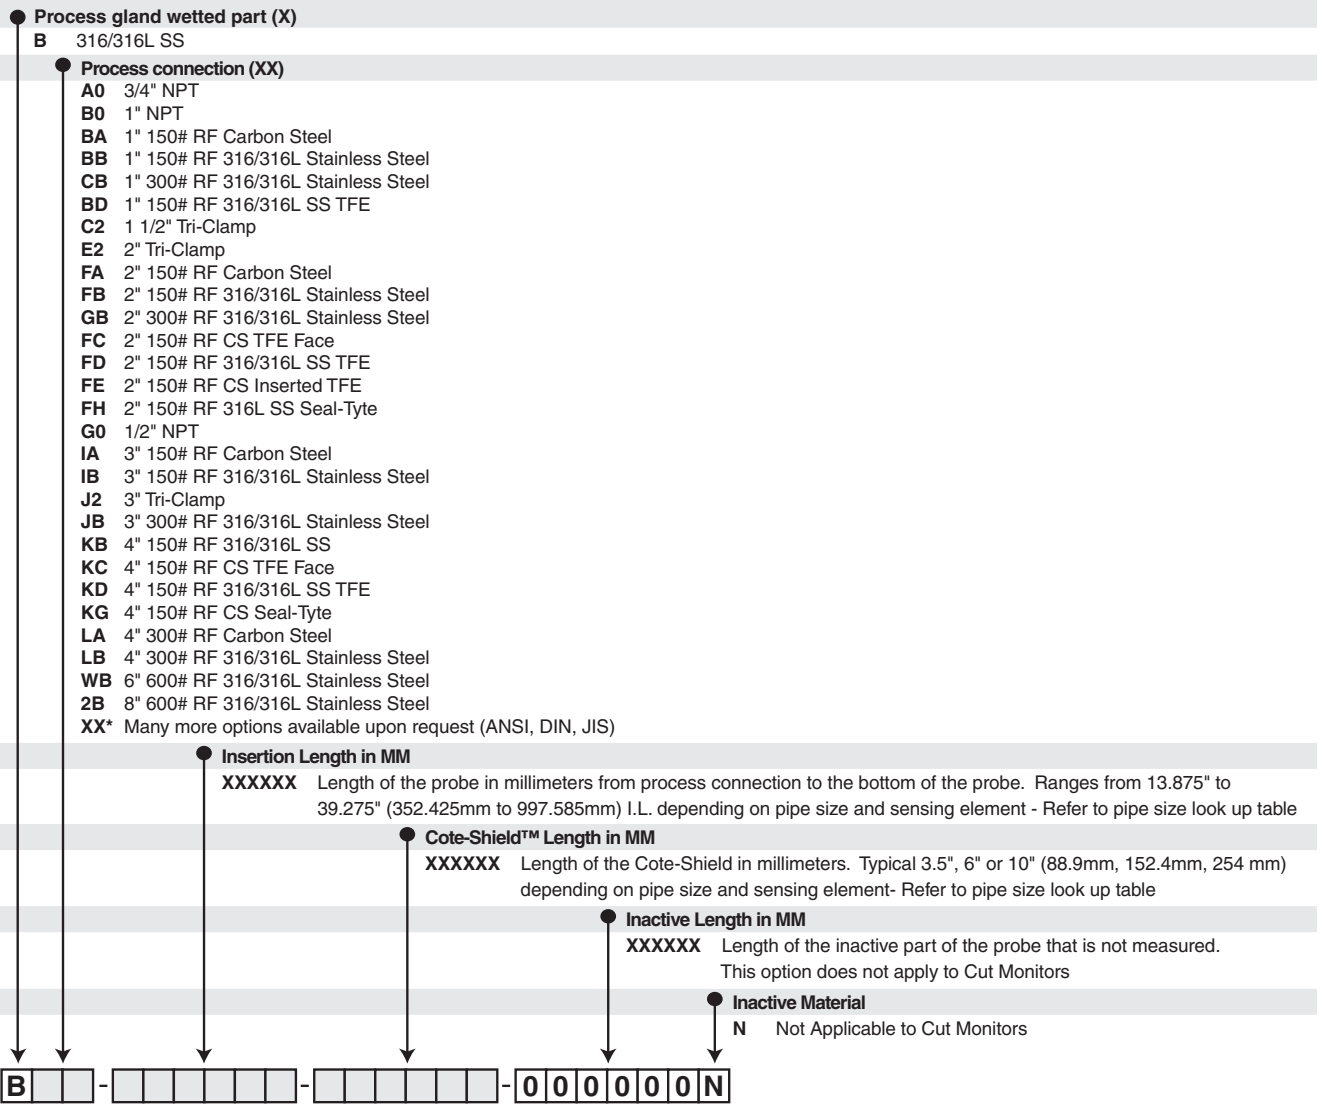 Process gland wetted part (X)
B 316/316L SS
Process connection (XX)
A0 3/4" NPT
B0 1" NPT
BA 1" 150# RF Carbon Steel
BB 1" 150# RF 316/316L Stainless Steel
CB 1" 300# RF 316/316L Stainless Steel
BD 1" 150# RF 316/316L SS TFE
C2 1 1/2" Tri-Clamp
E2 2" Tri-Clamp
FA 2" 150# RF Carbon Steel
FB 2" 150# RF 316/316L Stainless Steel
GB 2" 300# RF 316/316L Stainless Steel
FC 2" 150# RF CS TFE Face
FD 2" 150# RF 316/316L SS TFE
FE 2" 150# RF CS Inserted TFE
FH 2" 150# RF 316L SS Seal-Tyte
G0 1/2" NPT
IA 3" 150# RF Carbon Steel
IB 3" 150# RF 316/316L Stainless Steel
J2 3" Tri-Clamp
JB 3" 300# RF 316/316L Stainless Steel
KB 4" 150# RF 316/316L SS
KC 4" 150# RF CS TFE Face
KD 4" 150# RF 316/316L SS TFE
KG 4" 150# RF CS Seal-Tyte
LA 4" 300# RF Carbon Steel
LB 4" 300# RF 316/316L Stainless Steel
WB 6" 600# RF 316/316L Stainless Steel
2B 8" 600# RF 316/316L Stainless Steel
XX* Many more options available upon request (ANSI, DIN, JIS)
Insertion Length in MM
XXXXXX Length of the probe in millimeters from process connection to the bottom of the probe. Ranges from 13.875" to
39.275" (352.425mm to 997.585mm) I.L. depending on pipe size and sensing element - Refer to pipe size look up table
Cote-Shield™ Length in MM
XXXXXX Length of the Cote-Shield in millimeters. Typical 3.5", 6" or 10" (88.9mm, 152.4mm, 254 mm)
depending on pipe size and sensing element- Refer to pipe size look up table
Inactive Length in MM
XXXXXX Length of the inactive part of the probe that is not measured.
This option does not apply to Cut Monitors
Inactive Material
N Not Applicable to Cut Monitors
B - - - 0 0 0 0 0 0 N